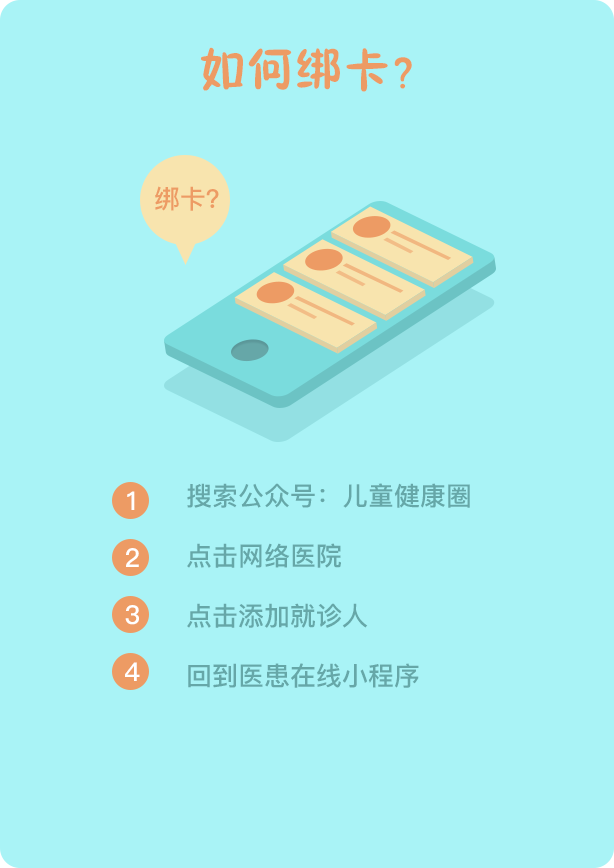 如何绑卡?
绑卡?
1 搜索公众号：儿童健康圈
2 点击网络医院
3 点击添加就诊人
4 回到医患在线小程序